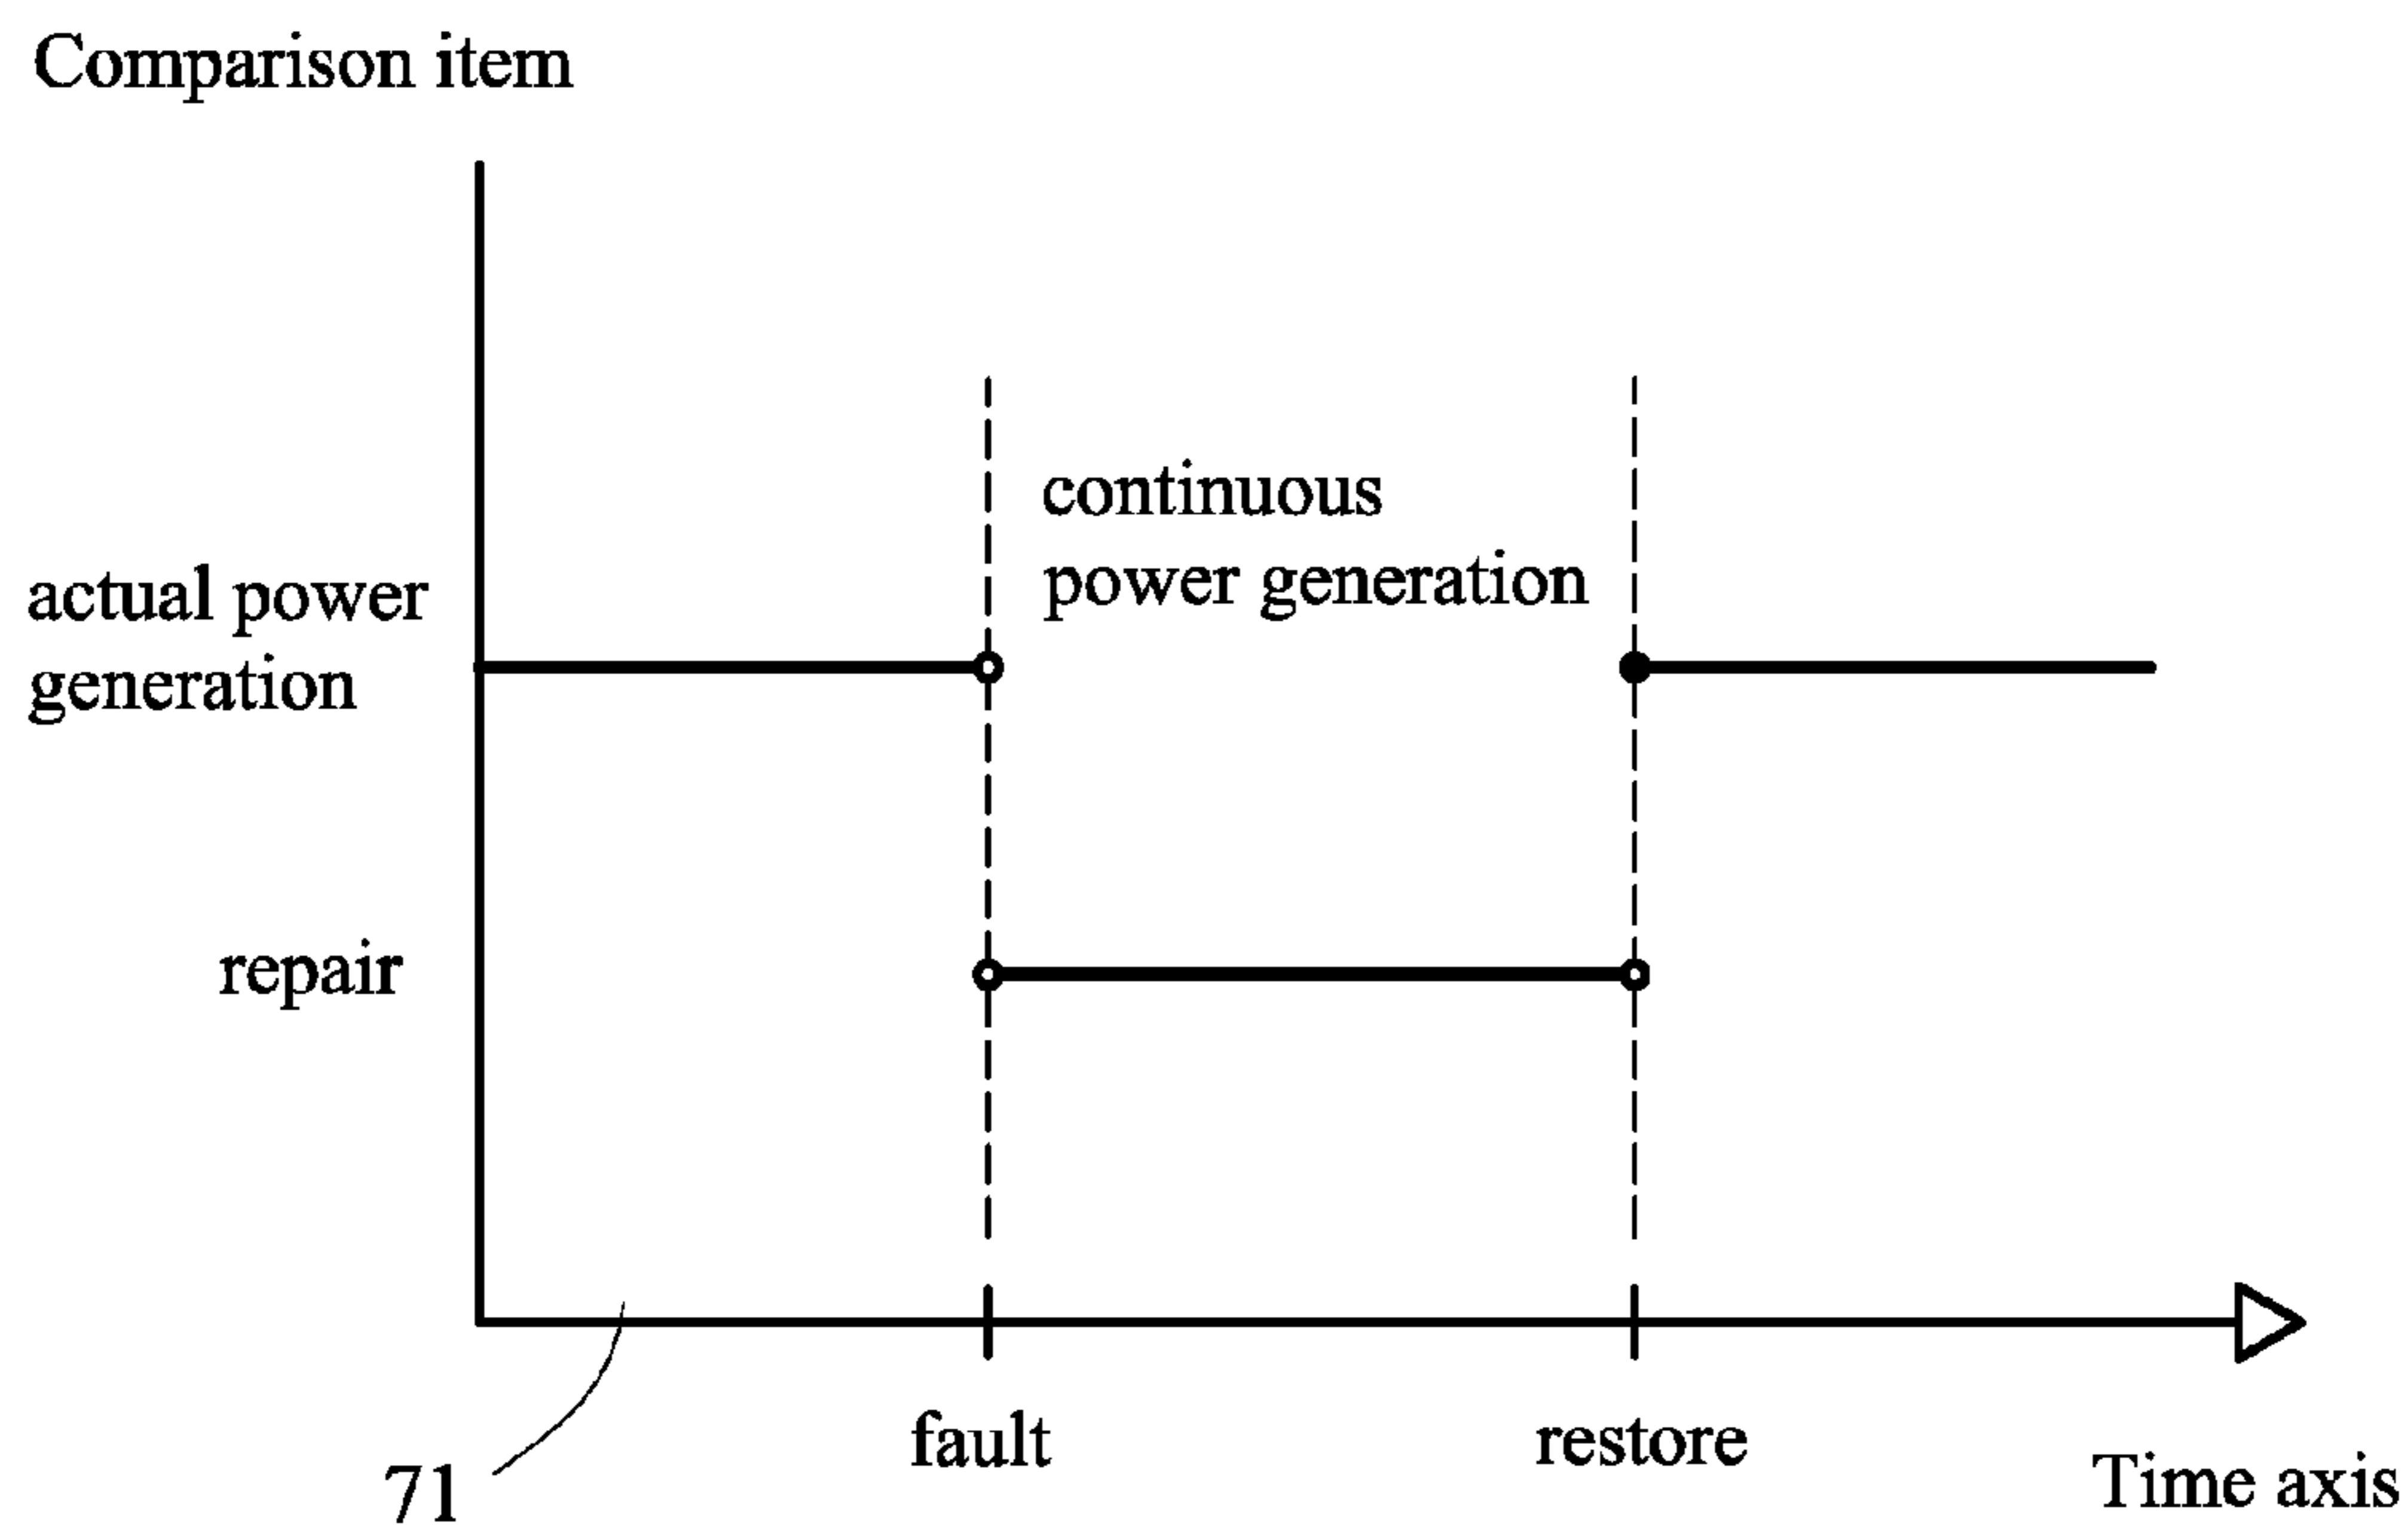 Comparison item
continuous
power generation
actual power
generation
repair
fault
restore
71
Time axis